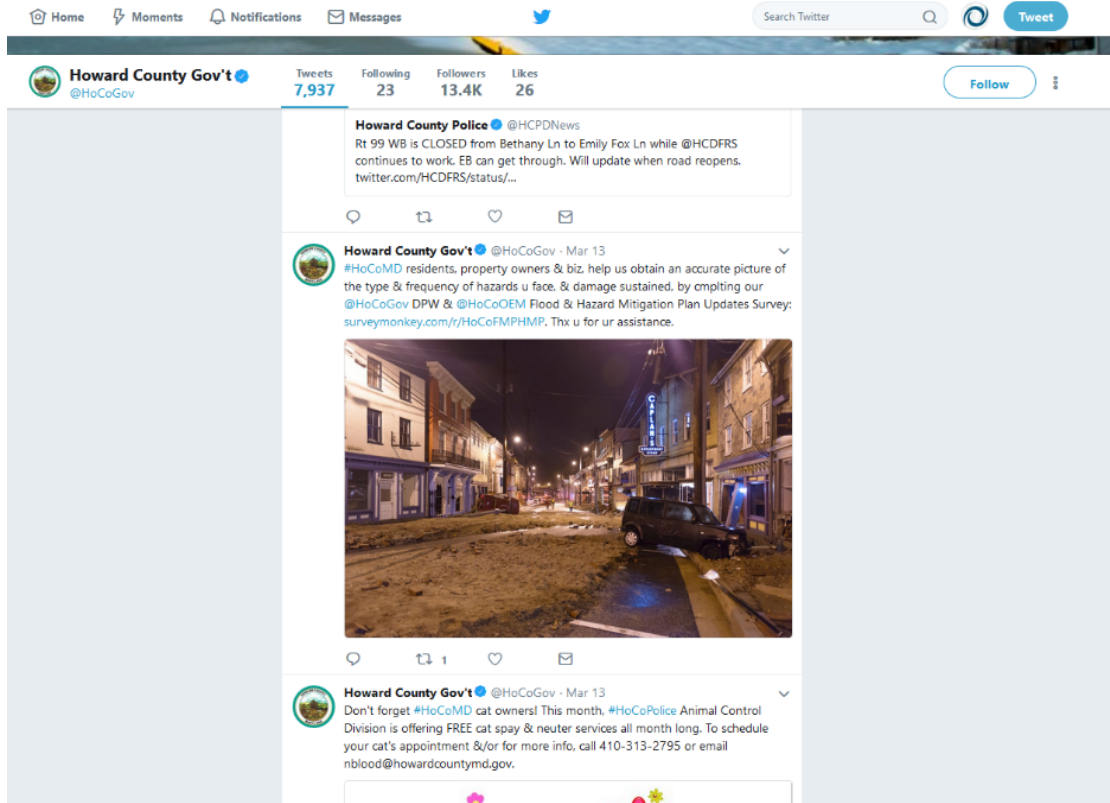 Home Moments Notifications Messages Search Twitter Tweet
Howard County Gov't
@HoCoGov
Tweets Following Followers Likes
7,937 23 13.4K 26
Follow
Howard County Police @HCPDNews
Rt 99 WB is CLOSED from Bethany Ln to Emily Fox Ln while @HCDFRS
continues to work. EB can get through. Will update when road reopens.
twitter.com/HCDFRS/status/...
Howard County Gov't @HoCoGov · Mar 13
#HoCoMD residents, property owners & biz, help us obtain an accurate picture of
the type & frequency of hazards u face, & damage sustained, by cmplting our
@HoCoGov DPW & @HoCoOEM Flood & Hazard Mitigation Plan Updates Survey:
surveymonkey.com/r/HoCoFMPHMP. Thx u for ur assistance.
CAPLAN'S
DEPARTMENT
STORE
1
Howard County Gov't @HoCoGov · Mar 13
Don't forget #HoCoMD cat owners! This month, #HoCoPolice Animal Control
Division is offering FREE cat spay & neuter services all month long. To schedule
your cat's appointment &/or for more info, call 410-313-2795 or email
nblood@howardcountymd.gov.